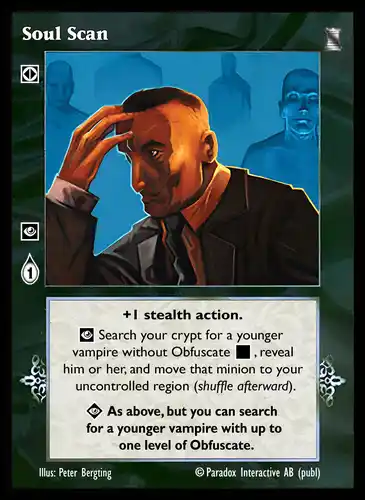 Soul Scan
1
+1 stealth action.
Search your crypt for a younger
vampire without Obfuscate , reveal
him or her, and move that minion to your
uncontrolled region (shuffle afterward).
As above, but you can search
for a younger vampire with up to
one level of Obfuscate.
Illus: Peter Bergting © Paradox Interactive AB (publ)